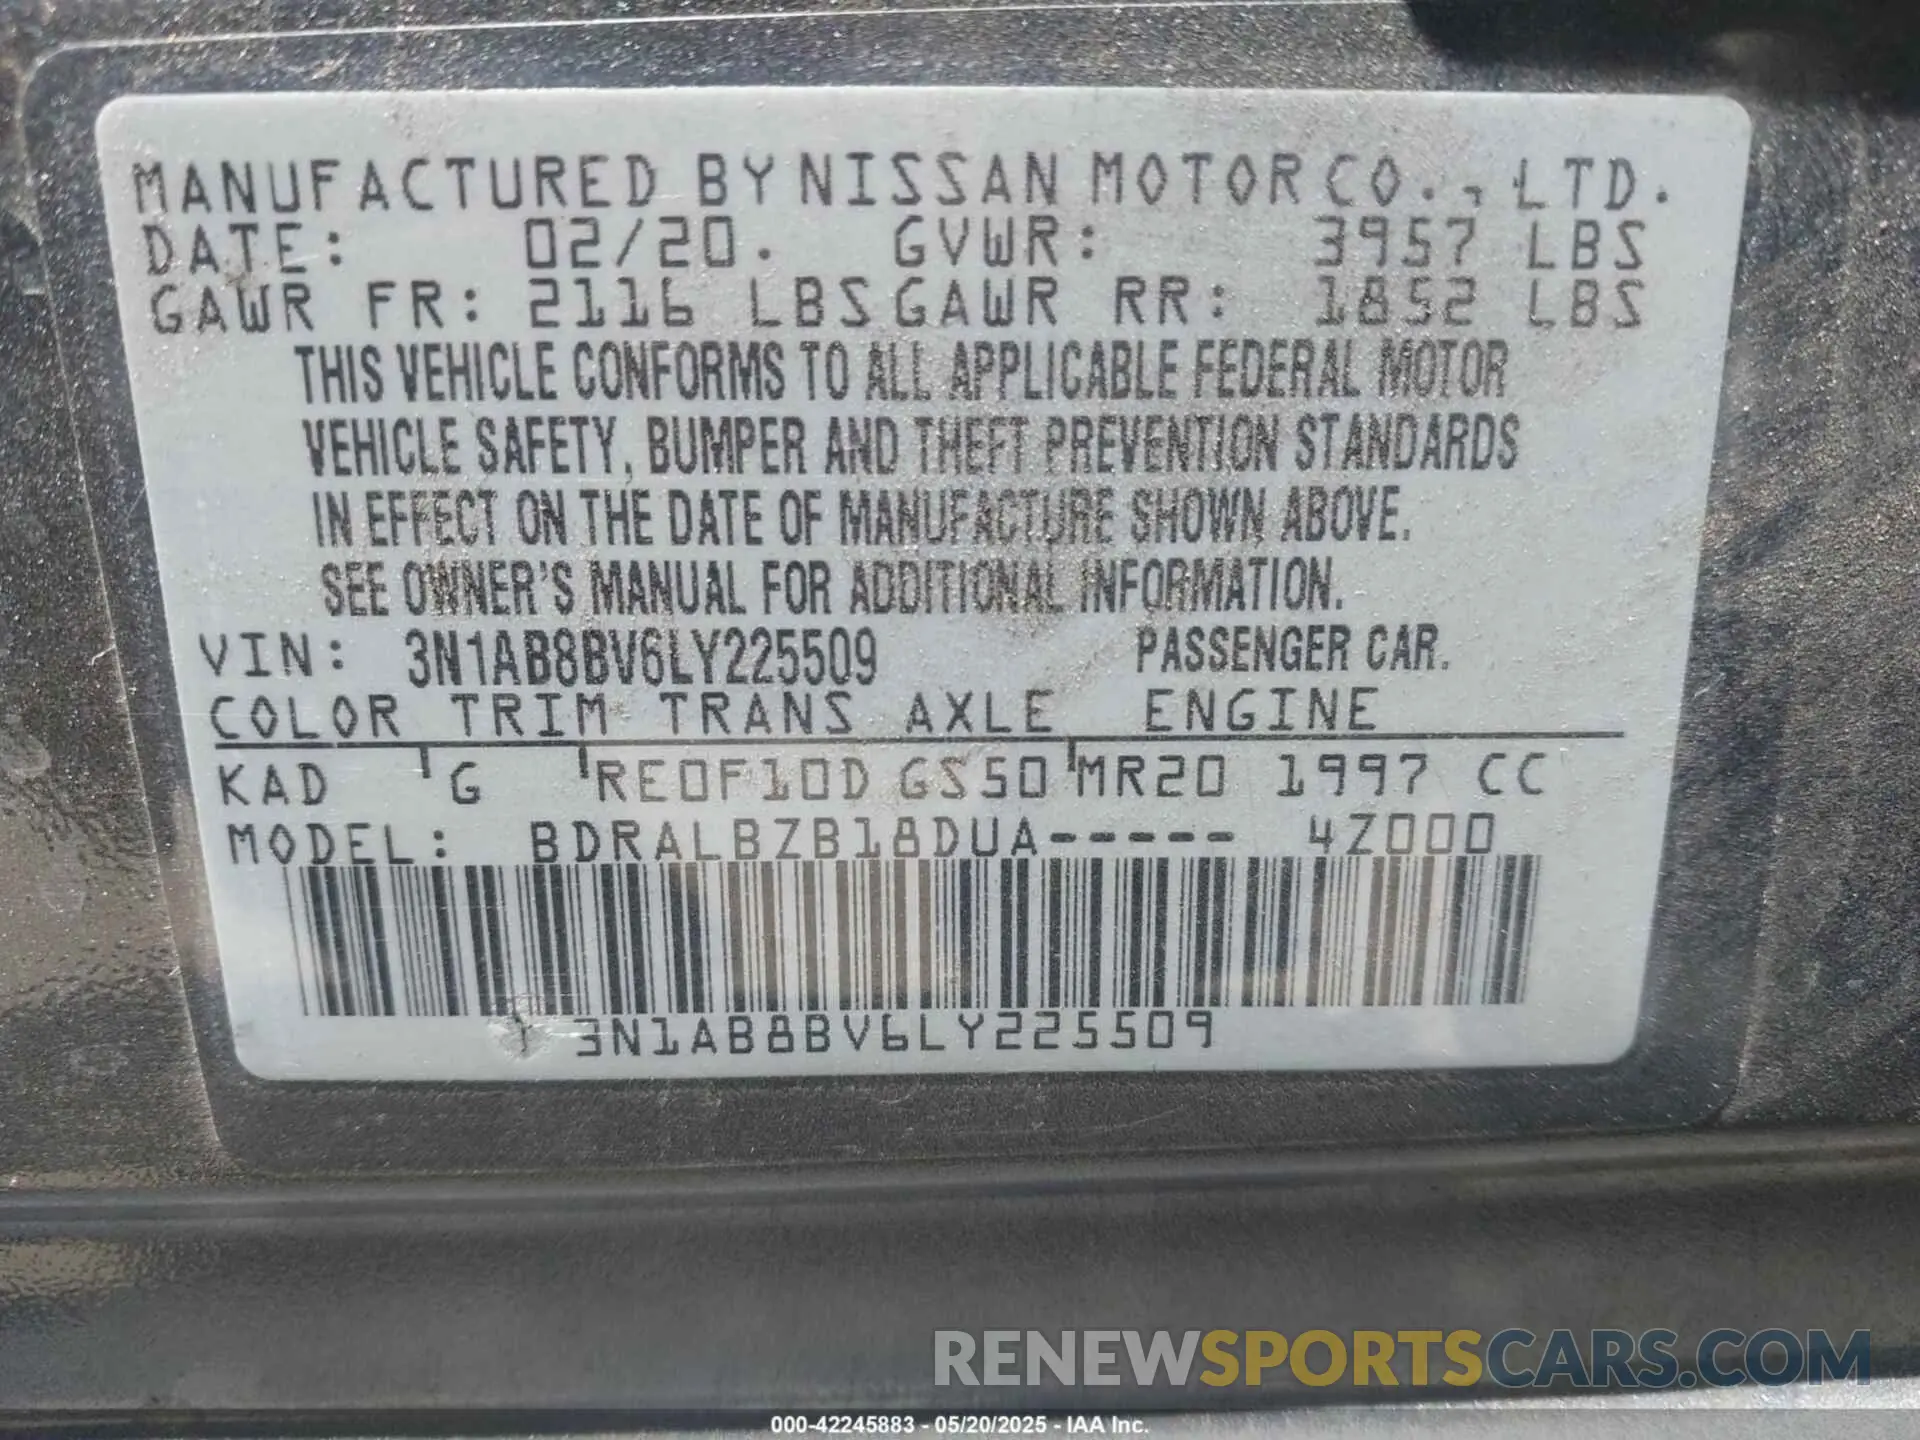 MANUFACTURED BY NISSAN MOTOR CO., LTD.
DATE: 02/20. GVWR: 3957 LBS
GAWR FR: 2116 LBS GAWR RR: 1852 LBS
THIS VEHICLE CONFORMS TO ALL APPLICABLE FEDERAL MOTOR
VEHICLE SAFETY, BUMPER AND THEFT PREVENTION STANDARDS
IN EFFECT ON THE DATE OF MANUFACTURE SHOWN ABOVE.
SEE OWNER'S MANUAL FOR ADDITIONAL INFORMATION.
VIN: 3N1AB8BV6LY225509 PASSENGER CAR.
COLOR TRIM TRANS AXLE ENGINE
KAD G RE0F10D GS50 MR20 1997 CC
MODEL: BDRALBZB18DUA----- 4Z000
3N1AB8BV6LY225509
RENEWSPORTSCARS.COM
000-42245883 - 05/20/2025 - IAA Inc.